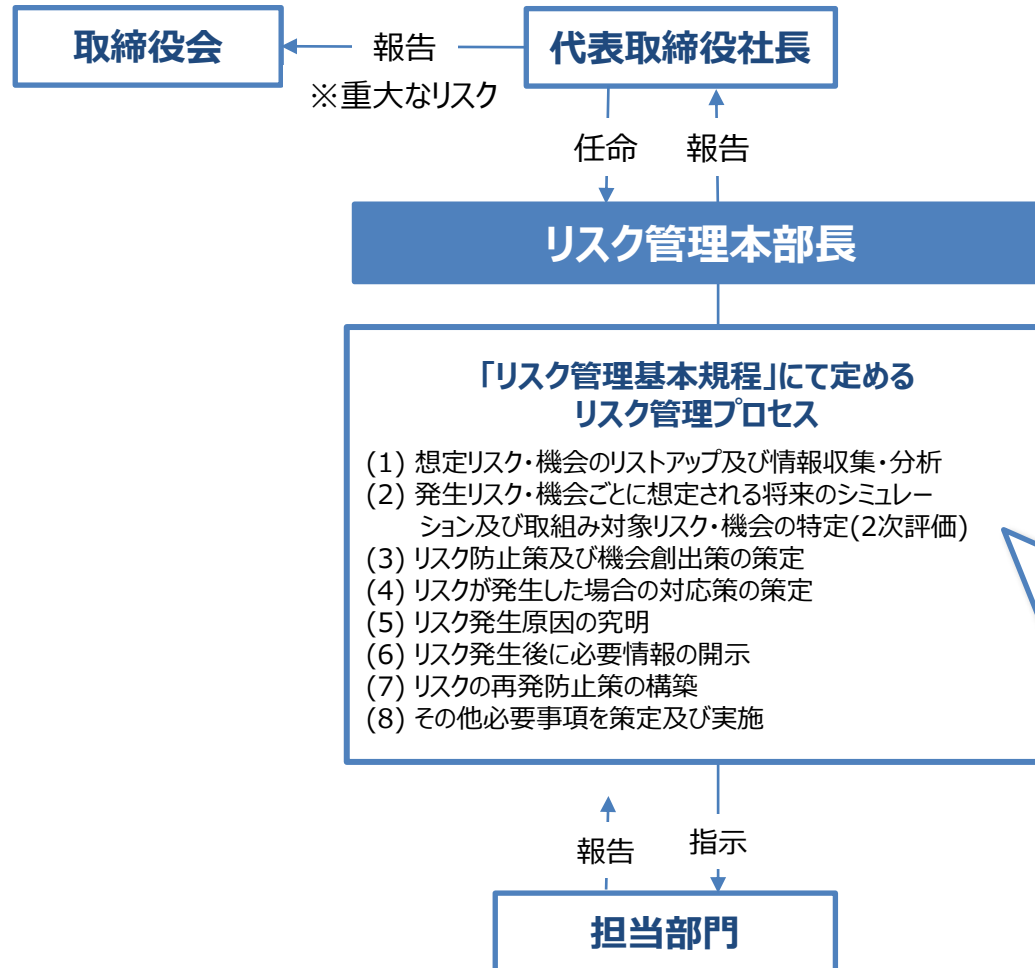 取締役会
報告
代表取締役社長
※重大なリスク
任命
報告
リスク管理本部長
「リスク管理基本規程」にて定める
リスク管理プロセス
(1) 想定リスク・機会のリストアップ及び情報収集・分析
(2) 発生リスク・機会ごとに想定される将来のシミュレー
ション及び取組み対象リスク・機会の特定(2次評価)
(3) リスク防止策及び機会創出策の策定
(4) リスクが発生した場合の対応策の策定
(5) リスク発生原因の究明
(6) リスク発生後に必要情報の開示
(7) リスクの再発防止策の構築
(8) その他必要事項を策定及び実施
報告
指示
担当部門